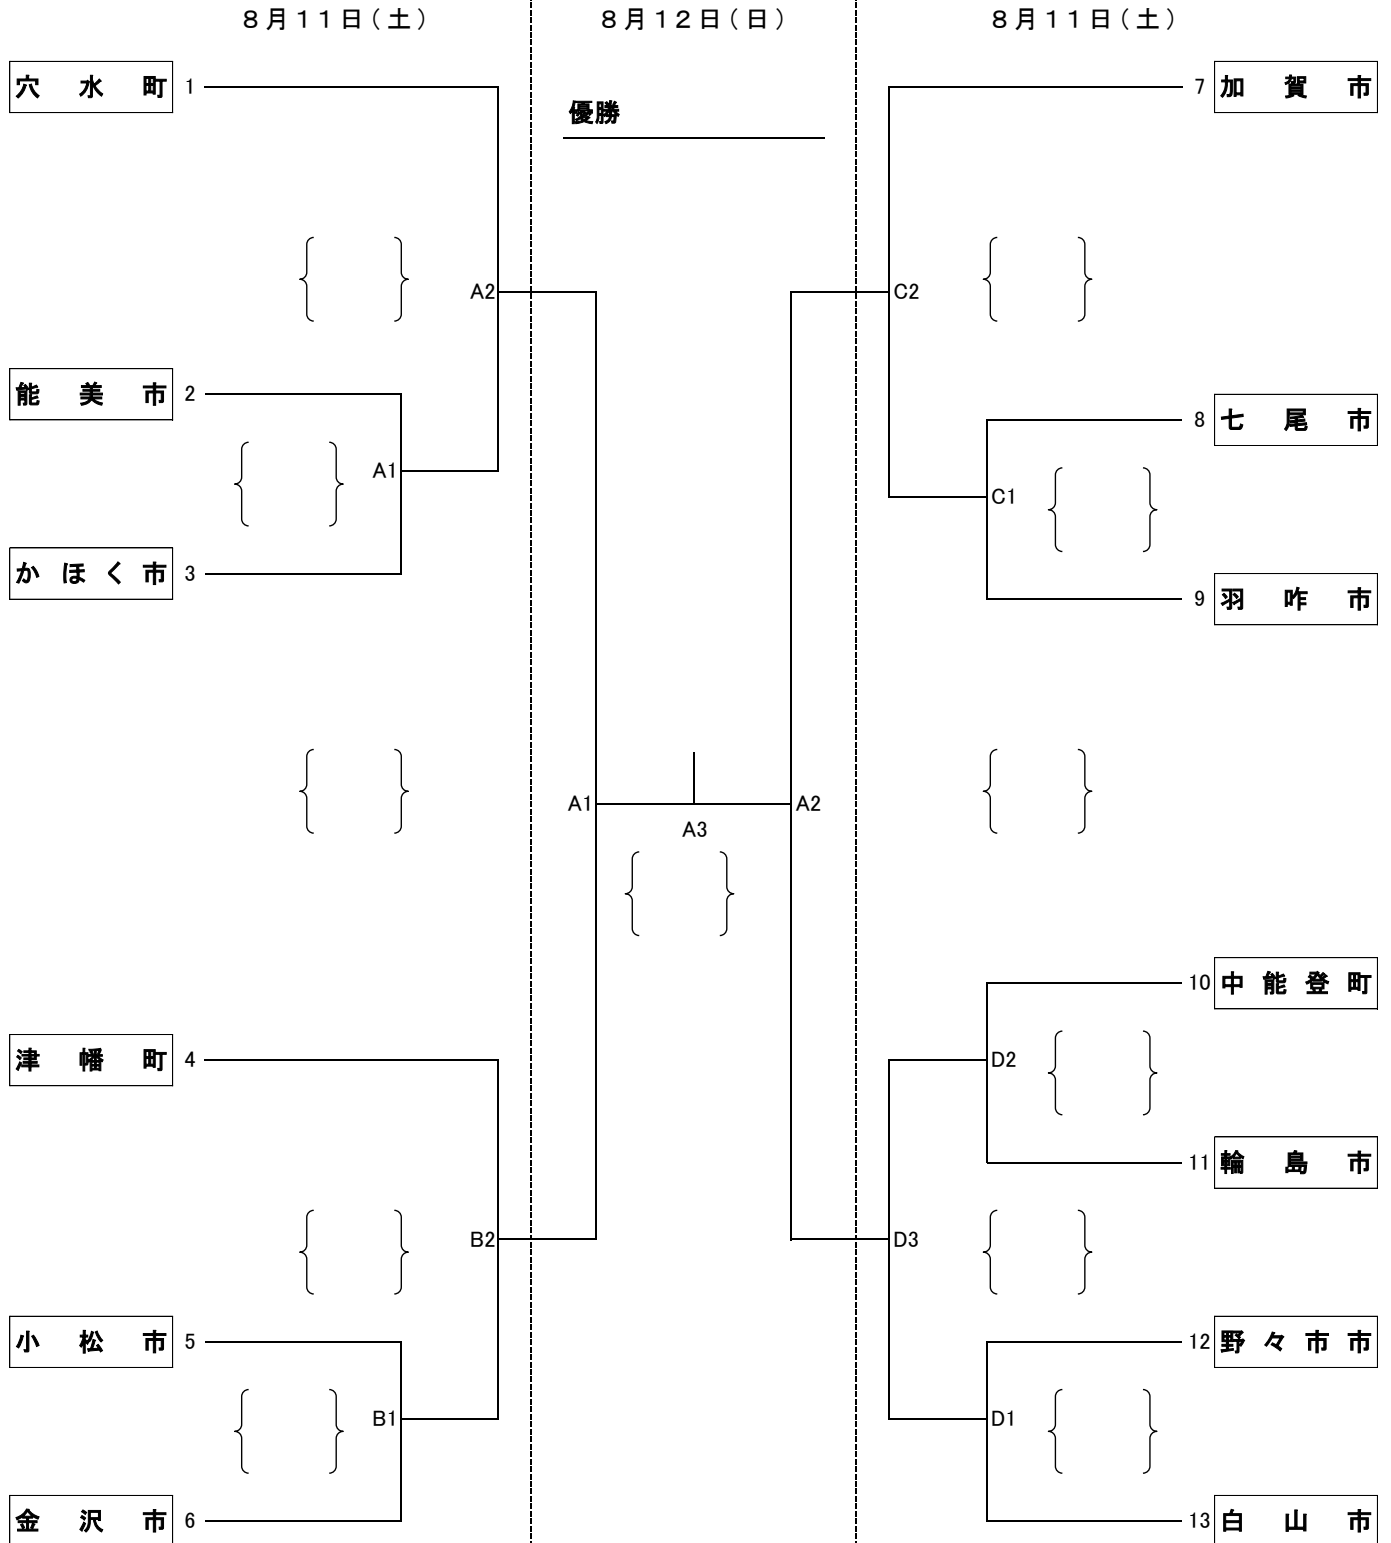 ８月１１日(土) ８月１２日(日) ８月１１日(土)
穴水町 1 7 加賀市
優勝
A2 C2
能美市 2
8 七尾市
A1
C1
かほく市 3
9 羽咋市
A1 A2
A3
10 中能登町
津幡町 4 D2
11 輪島市
B2 D3
小松市 5 12 野々市市
B1 D1
金沢市 6 13 白山市